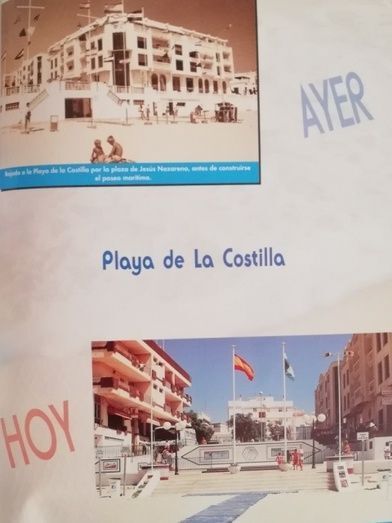 AYER
Bajada a la Playa de la Costilla por la plaza de Jesús Nazareno, antes de construirse
el paseo marítimo.
Playa de La Costilla
HOY